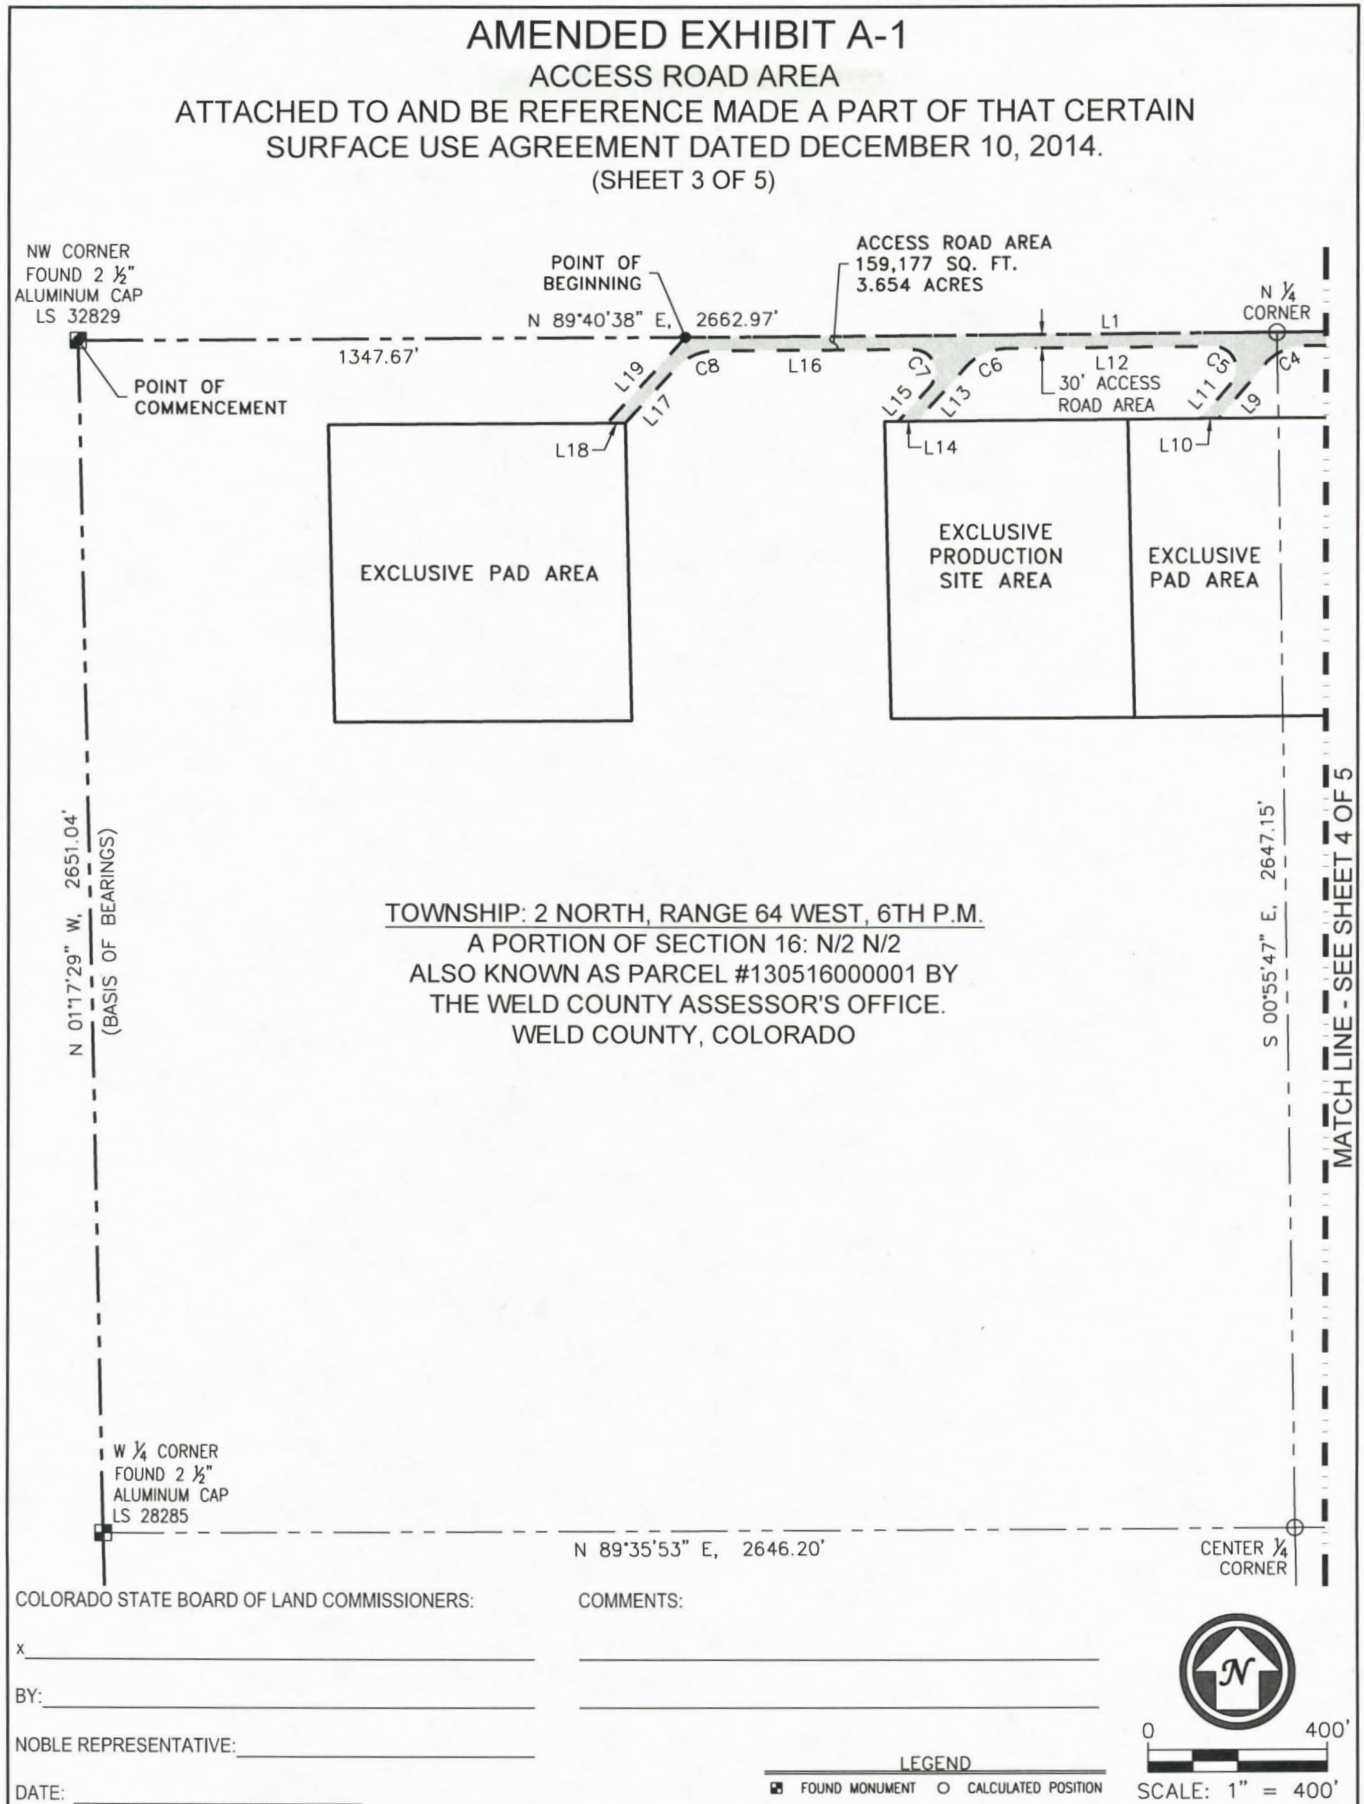 AMENDED EXHIBIT A-1
ACCESS ROAD AREA
ATTACHED TO AND BE REFERENCE MADE A PART OF THAT CERTAIN
SURFACE USE AGREEMENT DATED DECEMBER 10, 2014.
(SHEET 3 OF 5)
NW CORNER
FOUND 2 ½"
ALUMINUM CAP
LS 32829
POINT OF
COMMENCEMENT
POINT OF
BEGINNING
ACCESS ROAD AREA
159,177 SQ. FT.
3.654 ACRES
N ¼
CORNER
N 89°40'38" E, 2662.97'
1347.67'
L1
L19
L17
C8
L18
L16
C7
L15
L13
C6
L14
L12
30' ACCESS
ROAD AREA
C5
L11
L9
C4
L10
EXCLUSIVE PAD AREA
EXCLUSIVE
PRODUCTION
SITE AREA
EXCLUSIVE
PAD AREA
N 01°17'29" W, 2651.04'
(BASIS OF BEARINGS)
S 00°55'47" E, 2647.15'
MATCH LINE - SEE SHEET 4 OF 5
TOWNSHIP: 2 NORTH, RANGE 64 WEST, 6TH P.M.
A PORTION OF SECTION 16: N/2 N/2
ALSO KNOWN AS PARCEL #130516000001 BY
THE WELD COUNTY ASSESSOR'S OFFICE.
WELD COUNTY, COLORADO
W ¼ CORNER
FOUND 2 ½"
ALUMINUM CAP
LS 28285
N 89°35'53" E, 2646.20'
CENTER ¼
CORNER
COLORADO STATE BOARD OF LAND COMMISSIONERS:
x
BY:
NOBLE REPRESENTATIVE:
DATE:
COMMENTS:
LEGEND
FOUND MONUMENT CALCULATED POSITION
N
0 400'
SCALE: 1" = 400'